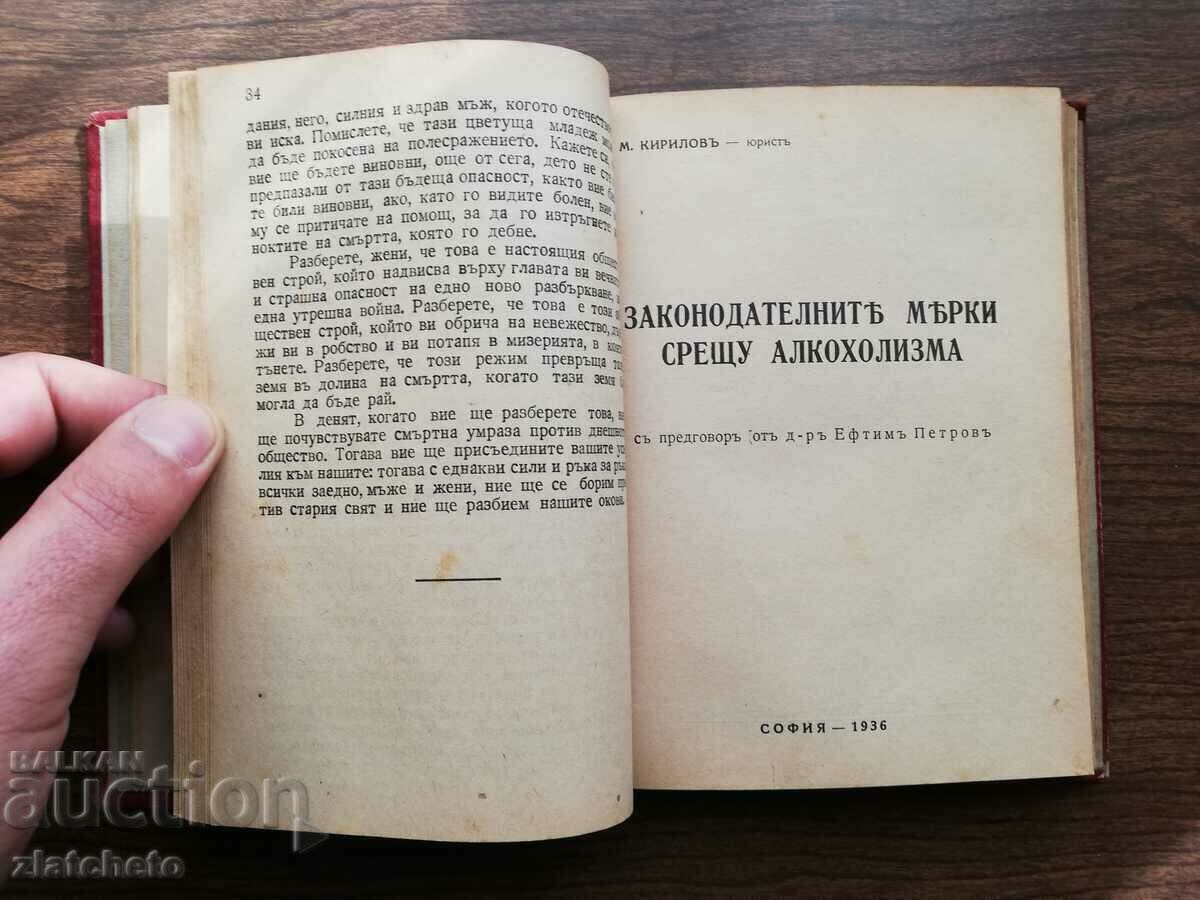 34
дания, него, силния и здрав мъж, когото отечеств
ви иска. Помислете, че тази цветуща младеж
да бъде покосена на полесражението. Кажете си,
вие ще бъдете виновни, още от сега, дето не
предпазали от тази бъдеща опасност, както вие
те били виновни, ако, като го видите болен, вие
му се притичате на помощ, за да го изтръгнете
ноктите на смъртта, която го дебне.
Разберете, жени, че това е настоящия общест
вен строй, който надвисва върху главата ви вечна
и страшна опасност на едно ново разбъркване,
една утрешна война. Разберете, че това е този
ществен строй, който ви обрича на невежество,
жи ви в робство и ви потапя в мизерията, в
тънете. Разберете, че този режим превръща
земя въ долина на смъртта, когато тази земя
могла да бъде рай.
В денят, когато вие ще разберете това,
ще почувствувате смъртна умраза против днешно
общество. Тогава вие ще присъедините вашите
лия към нашите: тогава с еднакви сили и ръка за
всички заедно, мъже и жени, ние ще се борим
тив стария свят и ние ще разбием нашите окови.
М. КИРИЛОВЪ — юристъ
ЗАКОНОДАТЕЛНИТѢ МѢРКИ
СРЕЩУ АЛКОХОЛИЗМА
съ предговоръ отъ д-ръ Ефтимъ Петровъ
СОФИЯ — 1936
BALKAN
auction
zlatcheto